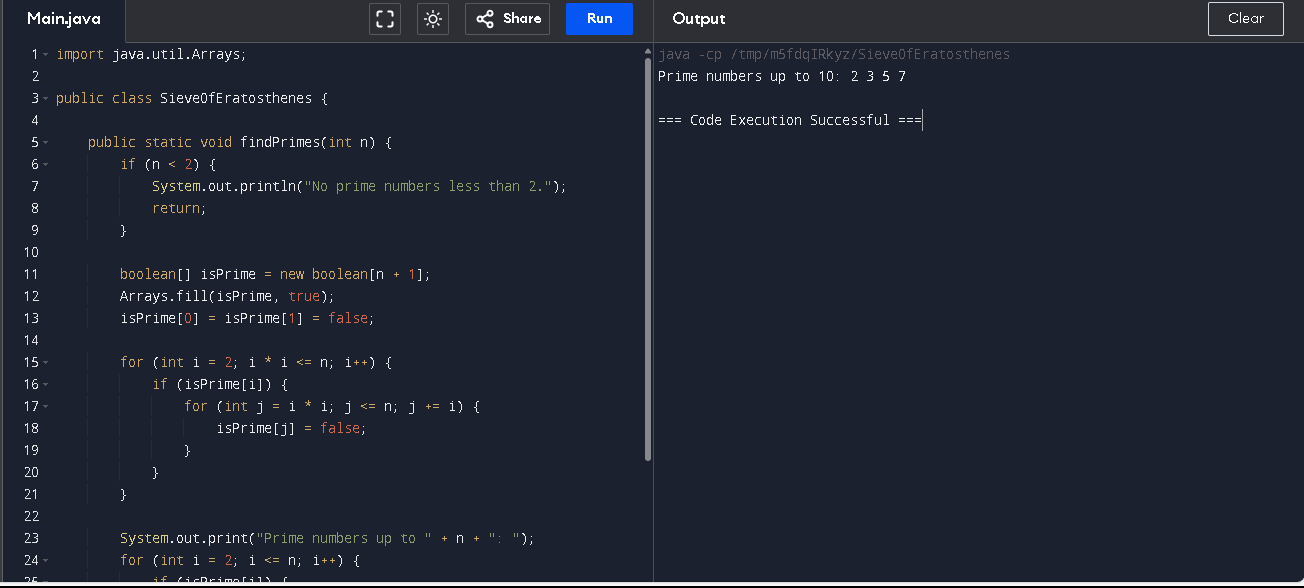 Main.java
Share
Run
Output
Clear
1 import java.util.Arrays;
2
3 public class SieveOfEratosthenes {
4
5     public static void findPrimes(int n) {
6         if (n < 2) {
7             System.out.println("No prime numbers less than 2.");
8             return;
9         }
10
11         boolean[] isPrime = new boolean[n + 1];
12         Arrays.fill(isPrime, true);
13         isPrime[0] = isPrime[1] = false;
14
15         for (int i = 2; i * i <= n; i++) {
16             if (isPrime[i]) {
17                 for (int j = i * i; j <= n; j += i) {
18                     isPrime[j] = false;
19                 }
20             }
21         }
22
23         System.out.print("Prime numbers up to " + n + ": ");
24         for (int i = 2; i <= n; i++) {
25             if (isPrime[i]) {
java -cp /tmp/m5fdqIRkyz/SieveOfEratosthenes
Prime numbers up to 10: 2 3 5 7
=== Code Execution Successful ===